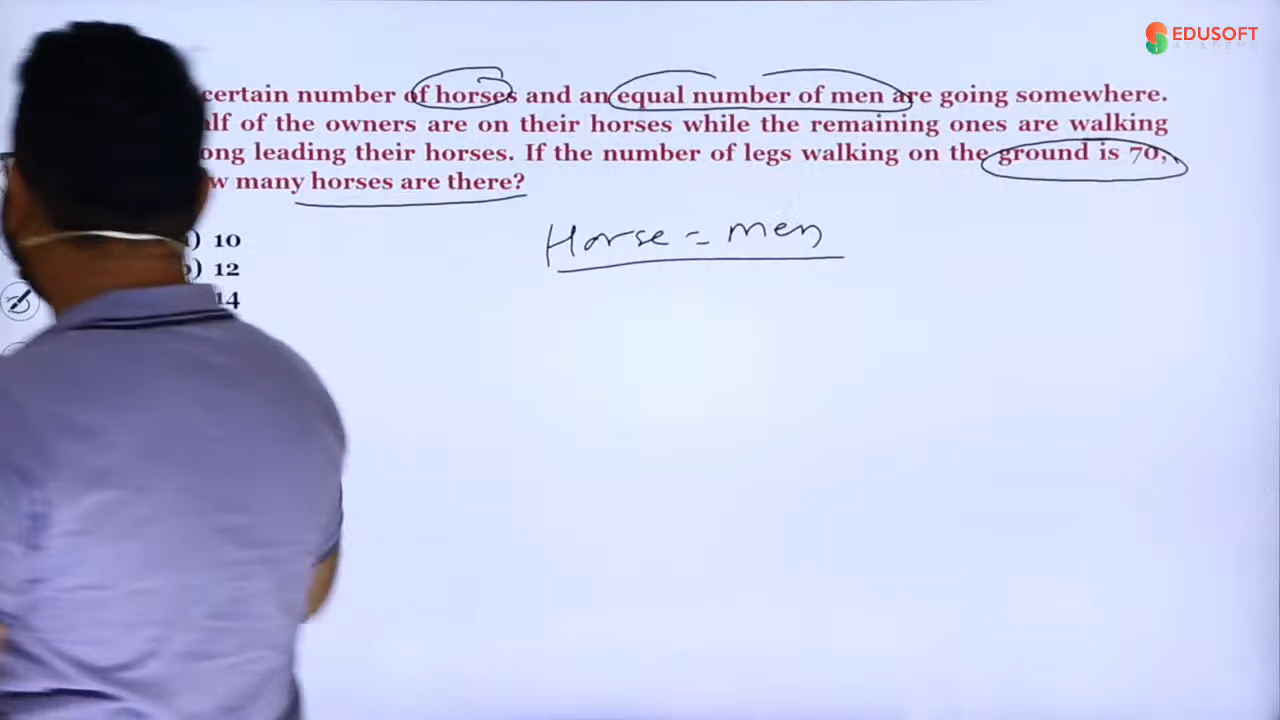 EDUSOFT
certain number of horses and an equal number of men are going somewhere.
of the owners are on their horses while the remaining ones are walking
leading their horses. If the number of legs walking on the ground is 70,
many horses are there?
Horse = men
) 10
) 12
14